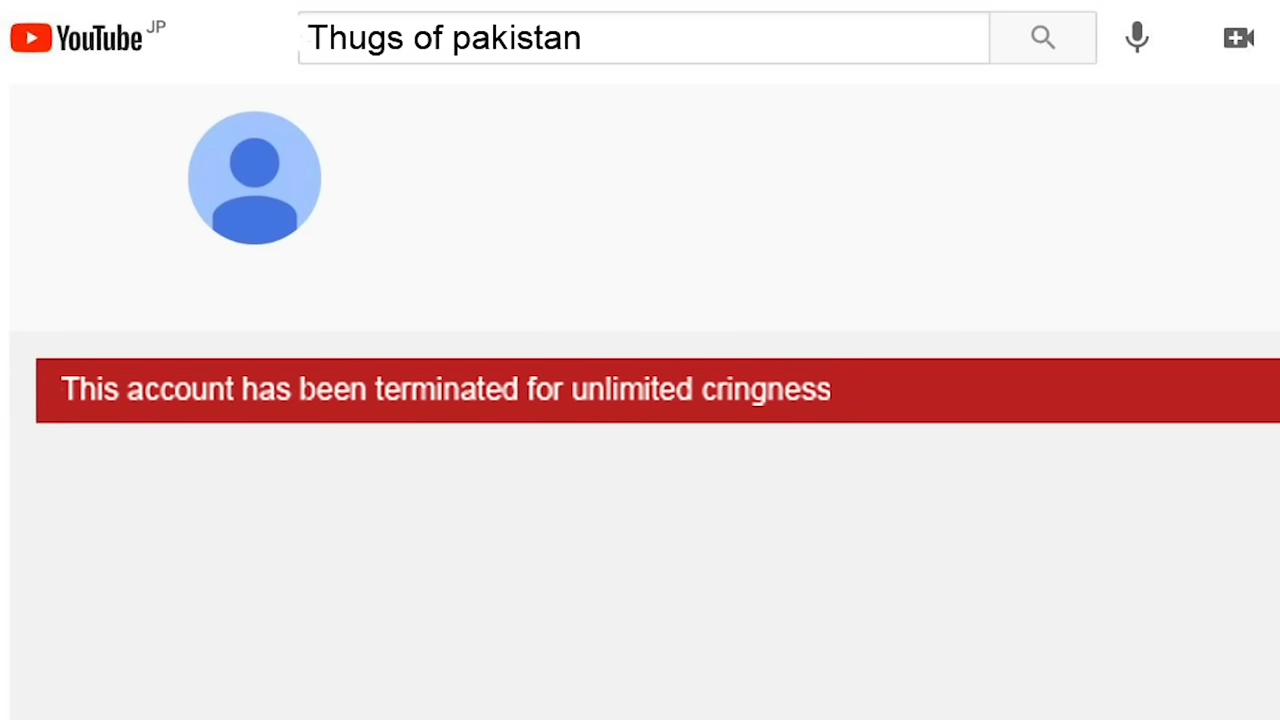 YouTube JP
Thugs of pakistan
This account has been terminated for unlimited cringness